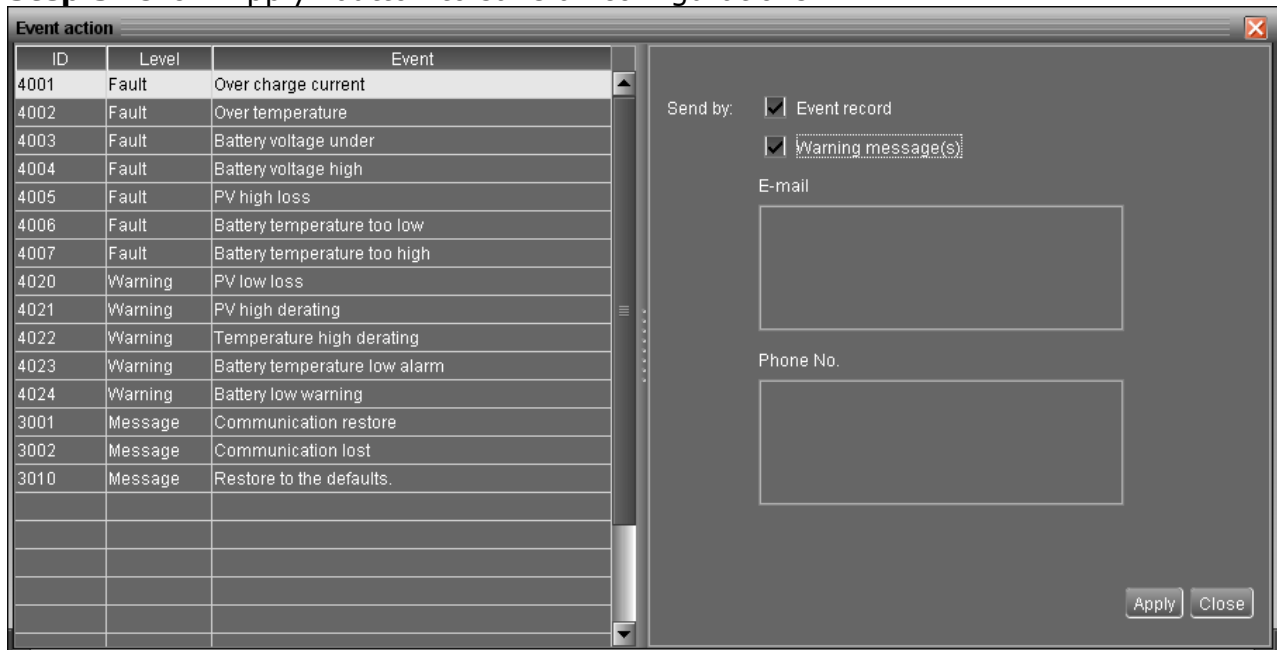 Event action
ID Level Event
4001 Fault Over charge current
4002 Fault Over temperature
4003 Fault Battery voltage under
4004 Fault Battery voltage high
4005 Fault PV high loss
4006 Fault Battery temperature too low
4007 Fault Battery temperature too high
4020 Warning PV low loss
4021 Warning PV high derating
4022 Warning Temperature high derating
4023 Warning Battery temperature low alarm
4024 Warning Battery low warning
3001 Message Communication restore
3002 Message Communication lost
3010 Message Restore to the defaults.
Send by: Event record
Warning message(s)
E-mail
Phone No.
Apply Close